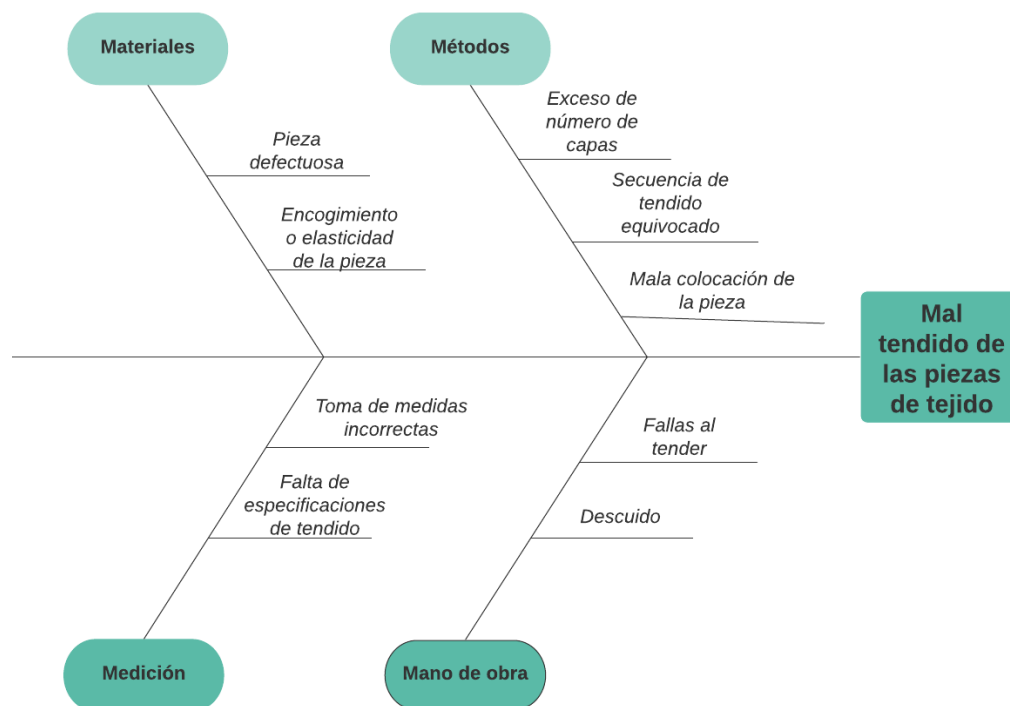 Materiales
Métodos
Pieza
defectuosa
Encogimiento
o elasticidad
de la pieza
Exceso de
número de
capas
Secuencia de
tendido
equivocado
Mala colocación de
la pieza
Mal
tendido de
las piezas
de tejido
Toma de medidas
incorrectas
Falta de
especificaciones
de tendido
Fallas al
tender
Descuido
Medición
Mano de obra